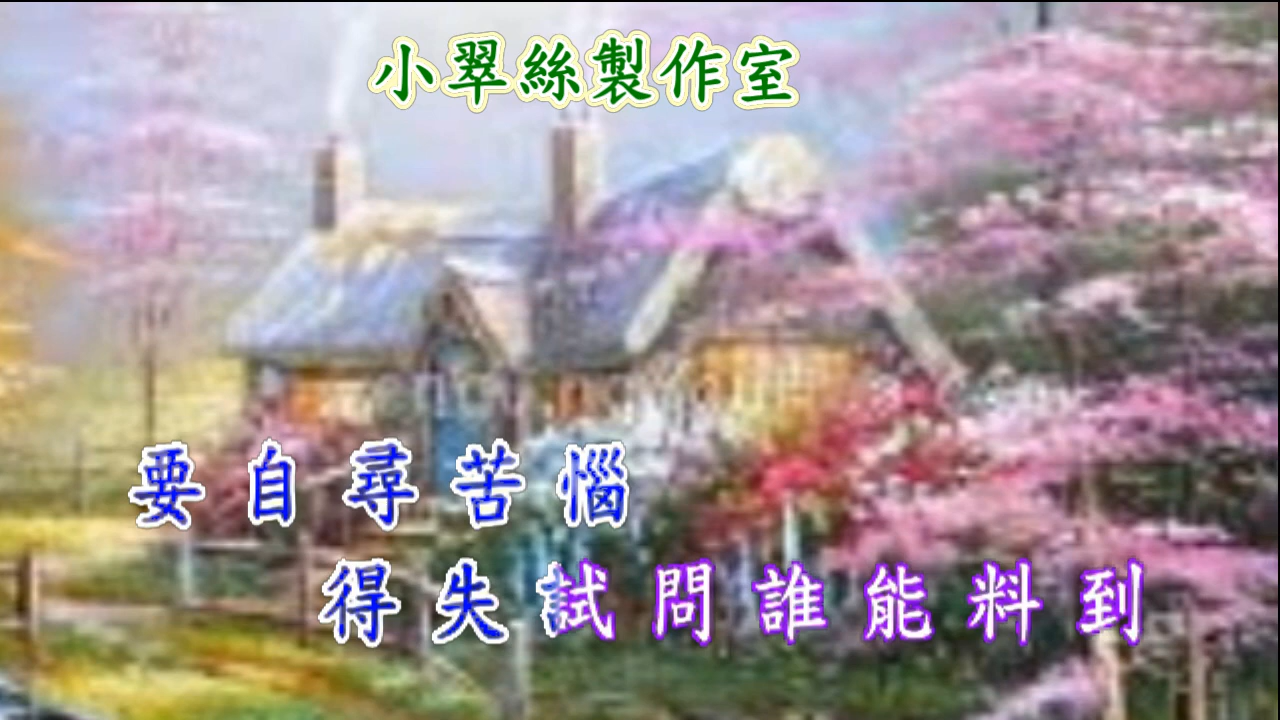 小翠絲製作室
要自尋苦惱
得失試問誰能料到